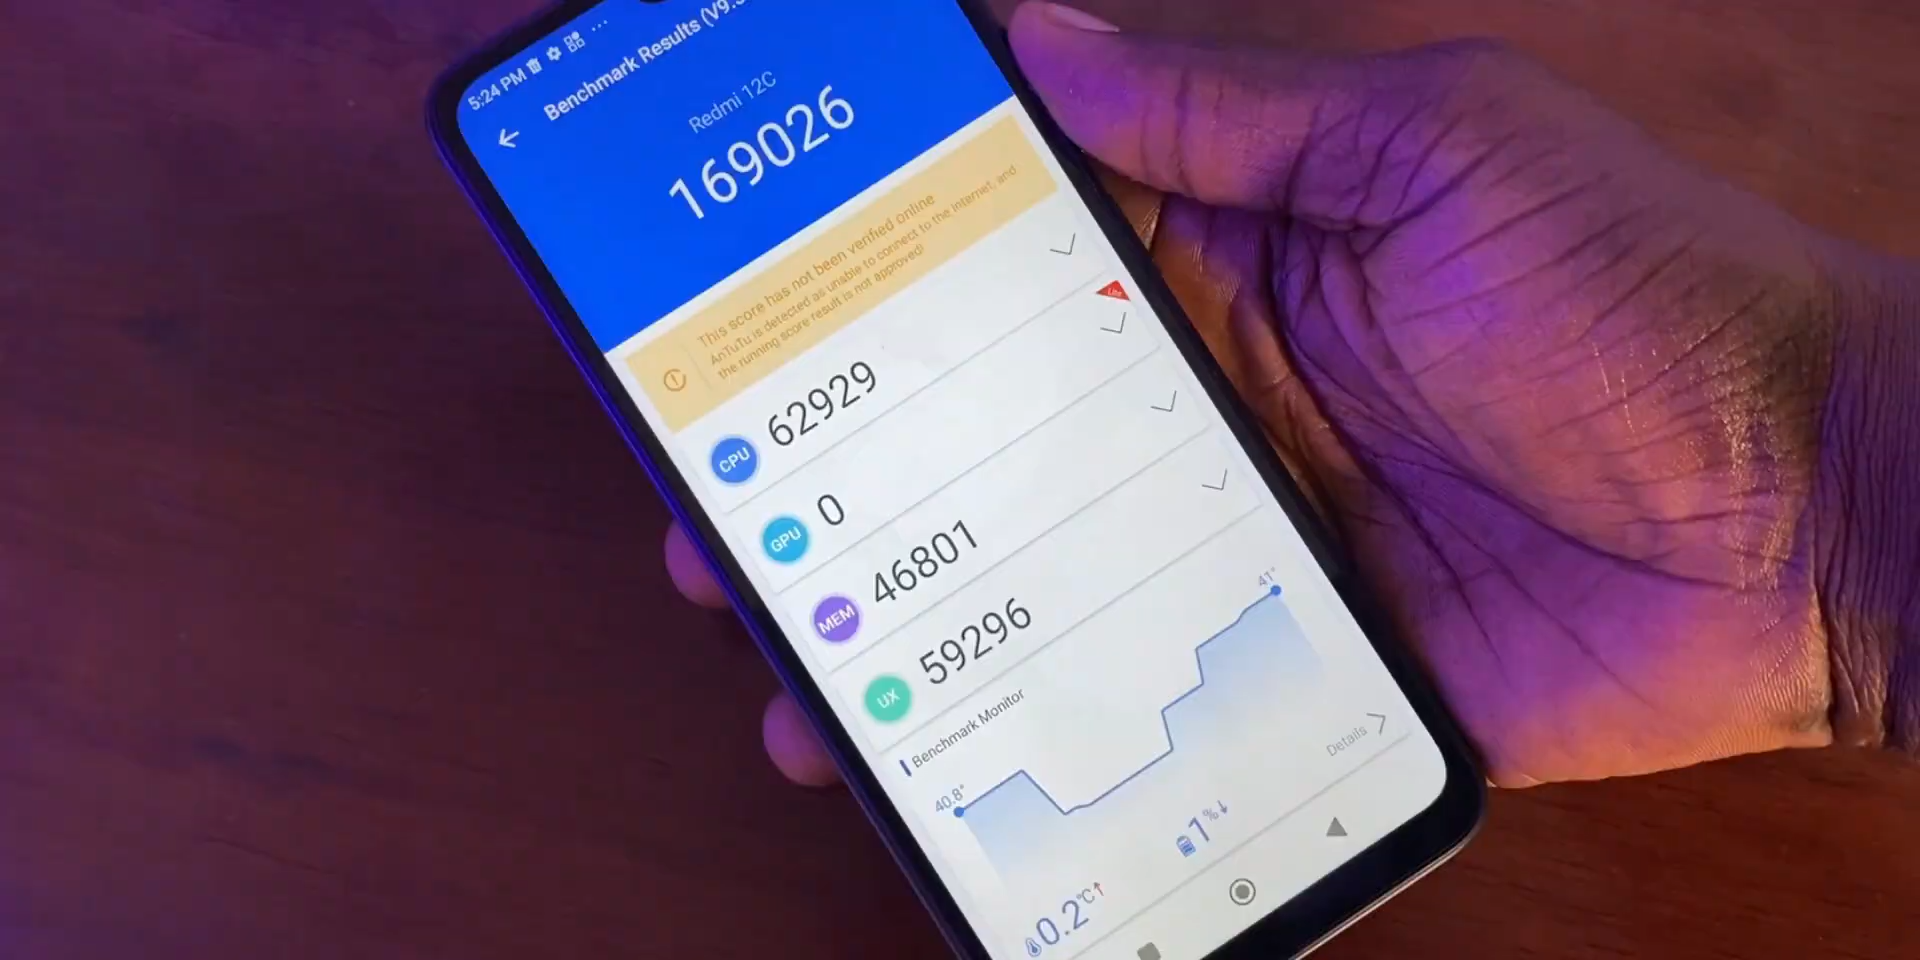 5:24 PM
Benchmark Results (V9.
Redmi 12C
169026
This score has not been verified online
AnTuTu is detected as unable to connect to the internet, and
the running score result is not approved!
CPU 62929
Lite
GPU 0
MEM 46801
UX 59296
Benchmark Monitor
41°
40.8°
Details
0.2°C↑
1%↓